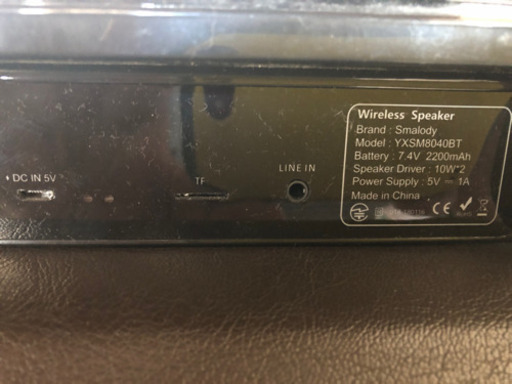 DC IN 5V
TF
LINE IN
Wireless Speaker
Brand : Smalody
Model : YXSM8040BT
Battery : 7.4V 2200mAh
Speaker Driver : 10W*2
Power Supply : 5V ⎓ 1A
Made in China
CE